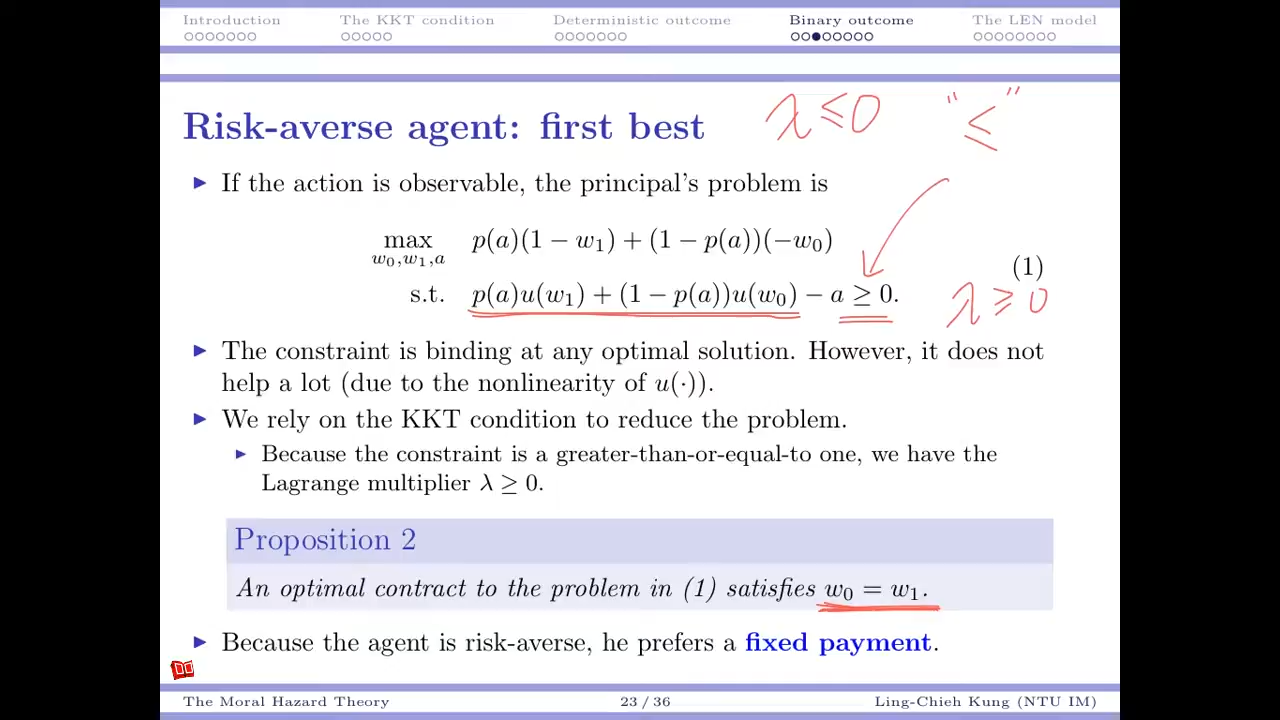 Introduction The KKT condition Deterministic outcome Binary outcome The LEN model
Risk-averse agent: first best λ ≤ 0 "≤"
▶ If the action is observable, the principal's problem is
max p(a)(1 − w₁) + (1 − p(a))(−w₀)
w₀,w₁,a
(1)
s.t. p(a)u(w₁) + (1 − p(a))u(w₀) − a ≥ 0. λ ≥ 0
▶ The constraint is binding at any optimal solution. However, it does not
help a lot (due to the nonlinearity of u(·)).
▶ We rely on the KKT condition to reduce the problem.
▶ Because the constraint is a greater-than-or-equal-to one, we have the
Lagrange multiplier λ ≥ 0.
Proposition 2
An optimal contract to the problem in (1) satisfies w₀ = w₁.
▶ Because the agent is risk-averse, he prefers a fixed payment.
The Moral Hazard Theory 23 / 36 Ling-Chieh Kung (NTU IM)